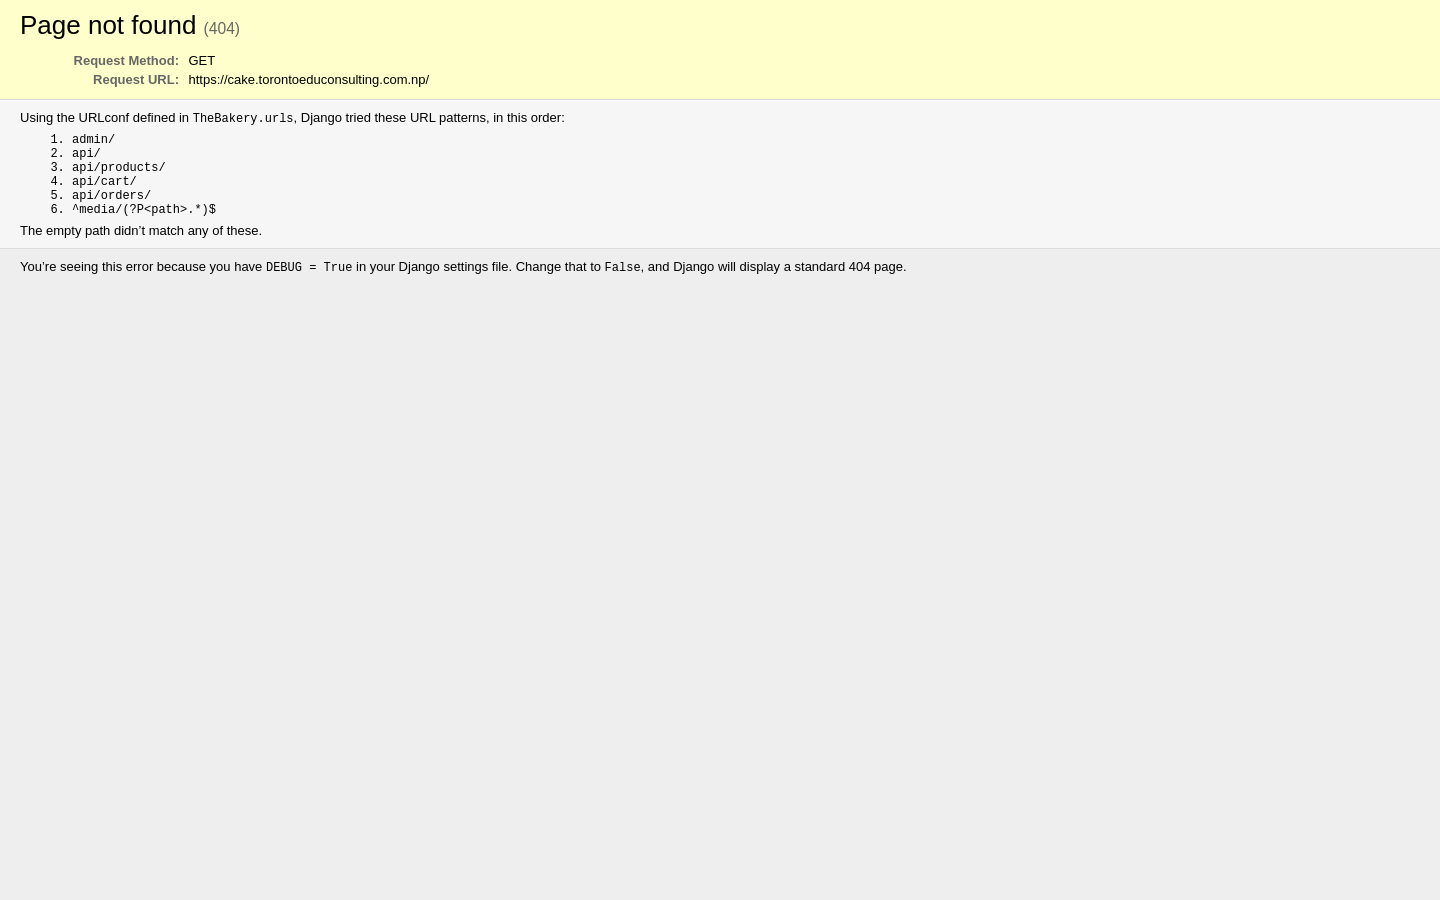 Page not found (404)
Request Method: GET
Request URL: https://cake.torontoeduconsulting.com.np/
Using the URLconf defined in TheBakery.urls, Django tried these URL patterns, in this order:
1. admin/
2. api/
3. api/products/
4. api/cart/
5. api/orders/
6. ^media/(?P<path>.*)$
The empty path didn’t match any of these.
You’re seeing this error because you have DEBUG = True in your Django settings file. Change that to False, and Django will display a standard 404 page.